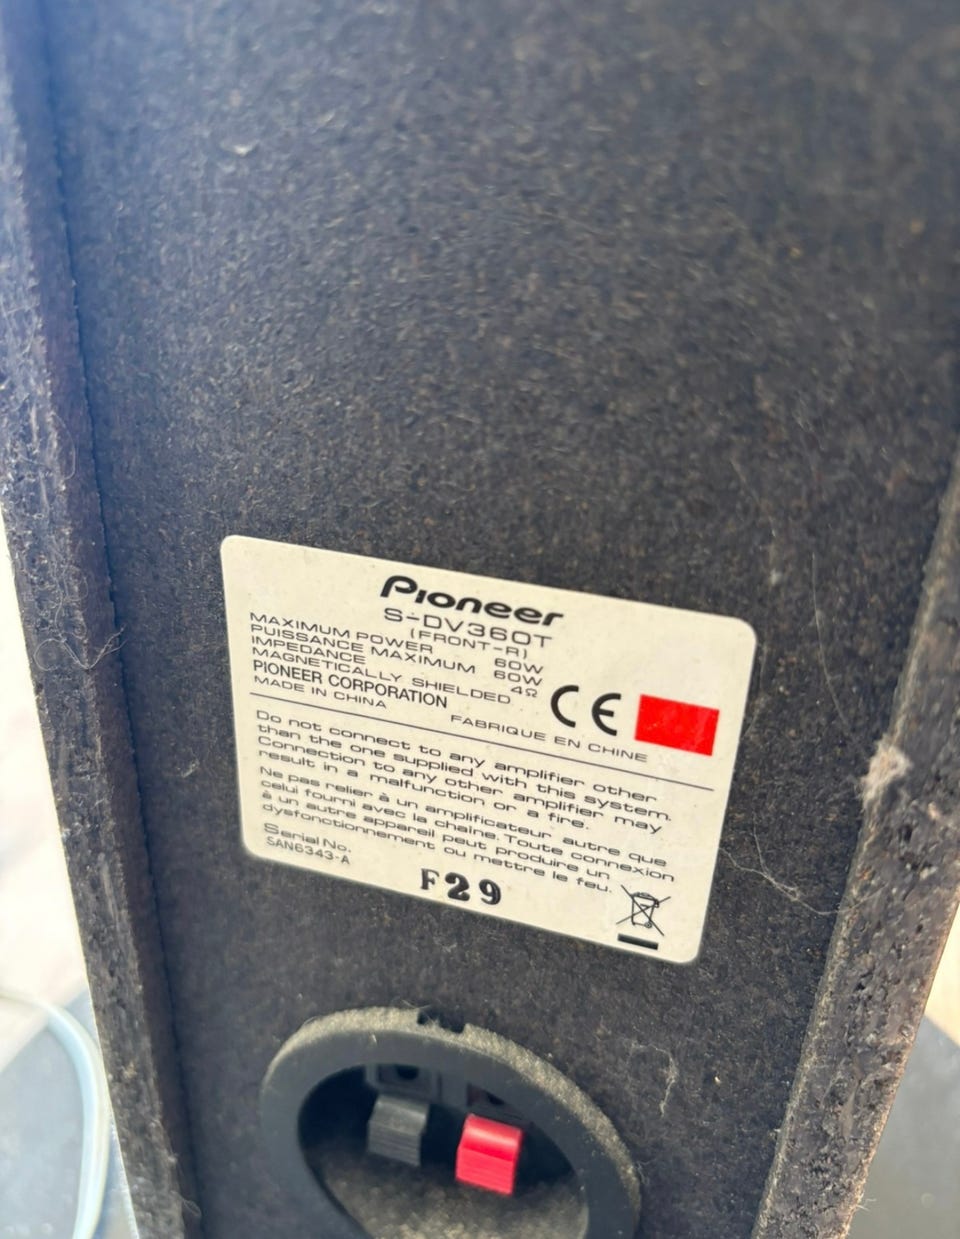 Pioneer
S-DV360T
(FRONT-R)
MAXIMUM POWER 60W
PUISSANCE MAXIMUM 60W
IMPEDANCE 4Ω
MAGNETICALLY SHIELDED
PIONEER CORPORATION
MADE IN CHINA FABRIQUE EN CHINE
CE
Do not connect to any amplifier other
than the one supplied with this system.
Connection to any other amplifier may
result in a malfunction or a fire.
Ne pas relier à un amplificateur autre que
celui fourni avec la chaîne. Toute connexion
à un autre appareil peut produire un
dysfonctionnement ou mettre le feu.
Serial No.
SAN6343-A
F29